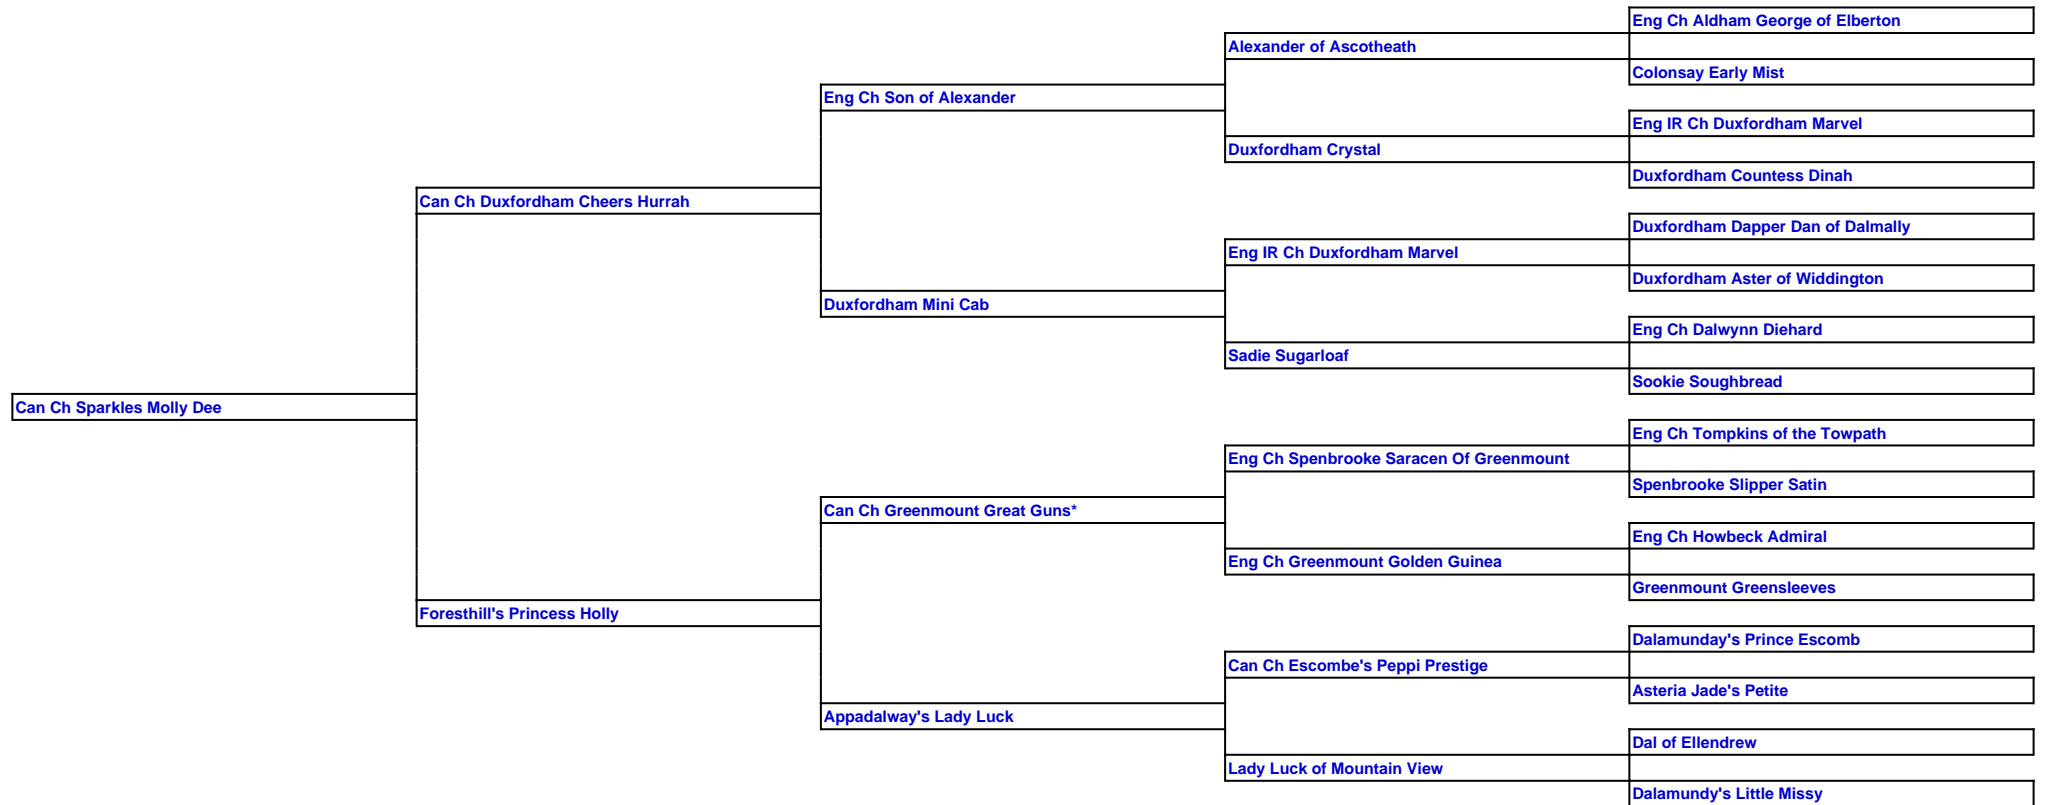 Eng Ch Aldham George of Elberton
Alexander of Ascotheath
Colonsay Early Mist
Eng Ch Son of Alexander
Eng IR Ch Duxfordham Marvel
Duxfordham Crystal
Duxfordham Countess Dinah
Can Ch Duxfordham Cheers Hurrah
Duxfordham Dapper Dan of Dalmally
Eng IR Ch Duxfordham Marvel
Duxfordham Aster of Widdington
Duxfordham Mini Cab
Eng Ch Dalwynn Diehard
Sadie Sugarloaf
Sookie Soughbread
Can Ch Sparkles Molly Dee
Eng Ch Tompkins of the Towpath
Eng Ch Spenbrooke Saracen Of Greenmount
Spenbrooke Slipper Satin
Can Ch Greenmount Great Guns*
Eng Ch Howbeck Admiral
Eng Ch Greenmount Golden Guinea
Greenmount Greensleeves
Foresthill's Princess Holly
Dalamunday's Prince Escomb
Can Ch Escombe's Peppi Prestige
Asteria Jade's Petite
Appadalway's Lady Luck
Dal of Ellendrew
Lady Luck of Mountain View
Dalamundy's Little Missy